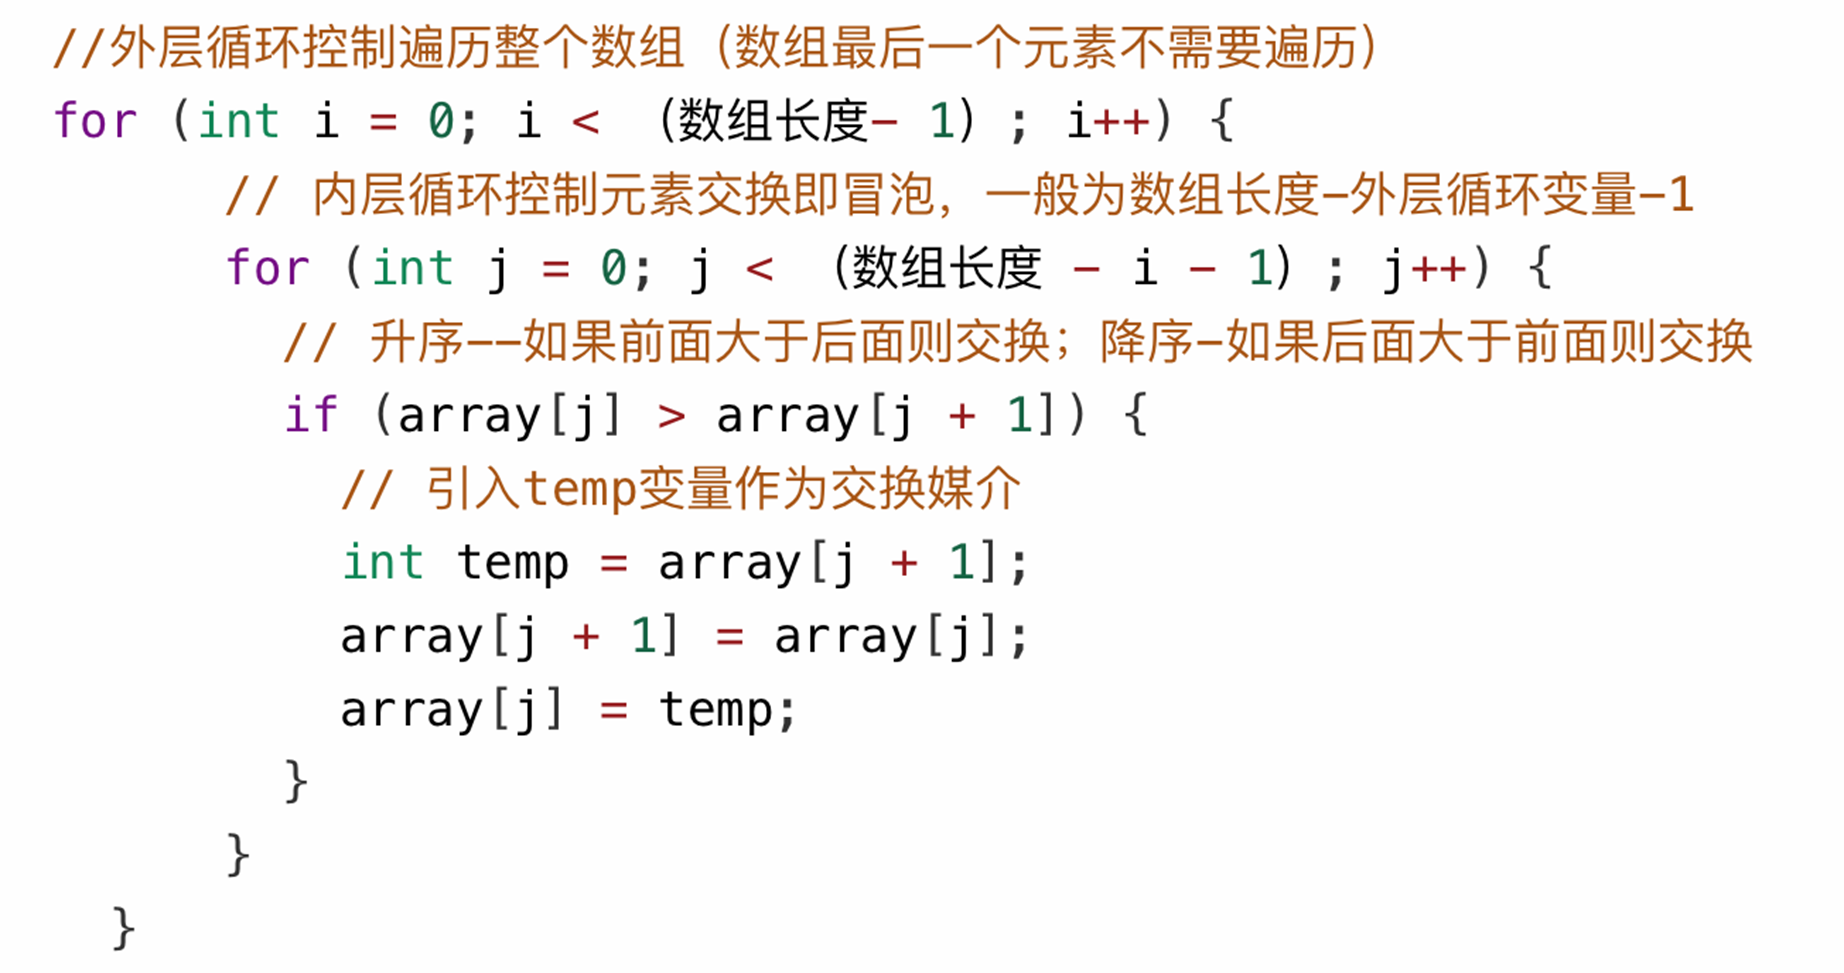 //外层循环控制遍历整个数组（数组最后一个元素不需要遍历）
for (int i = 0; i < （数组长度- 1）; i++) {
// 内层循环控制元素交换即冒泡，一般为数组长度-外层循环变量-1
for (int j = 0; j < （数组长度 - i - 1）; j++) {
// 升序--如果前面大于后面则交换；降序-如果后面大于前面则交换
if (array[j] > array[j + 1]) {
// 引入temp变量作为交换媒介
int temp = array[j + 1];
array[j + 1] = array[j];
array[j] = temp;
}
}
}